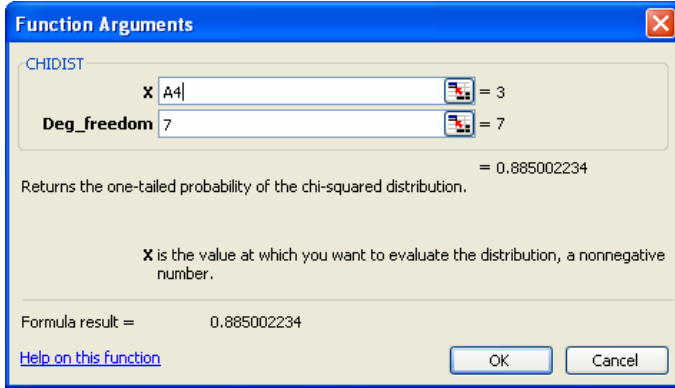 Function Arguments
CHIDIST
X A4 = 3
Deg_freedom 7 = 7
= 0.885002234
Returns the one-tailed probability of the chi-squared distribution.
X is the value at which you want to evaluate the distribution, a nonnegative
number.
Formula result = 0.885002234
Help on this function OK Cancel